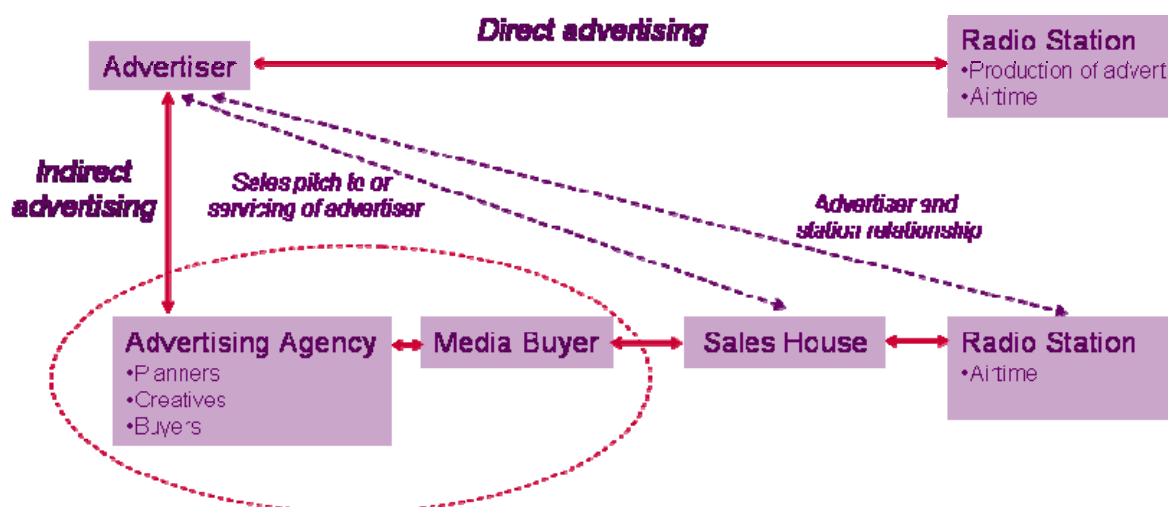 Direct advertising
Advertiser
Radio Station
•Production of advert
•Airtime
Indirect
advertising
Sales pitch to or
servicing of advertiser
Advertiser and
station relationship
Advertising Agency
•Planners
•Creatives
•Buyers
Media Buyer
Sales House
Radio Station
•Airtime